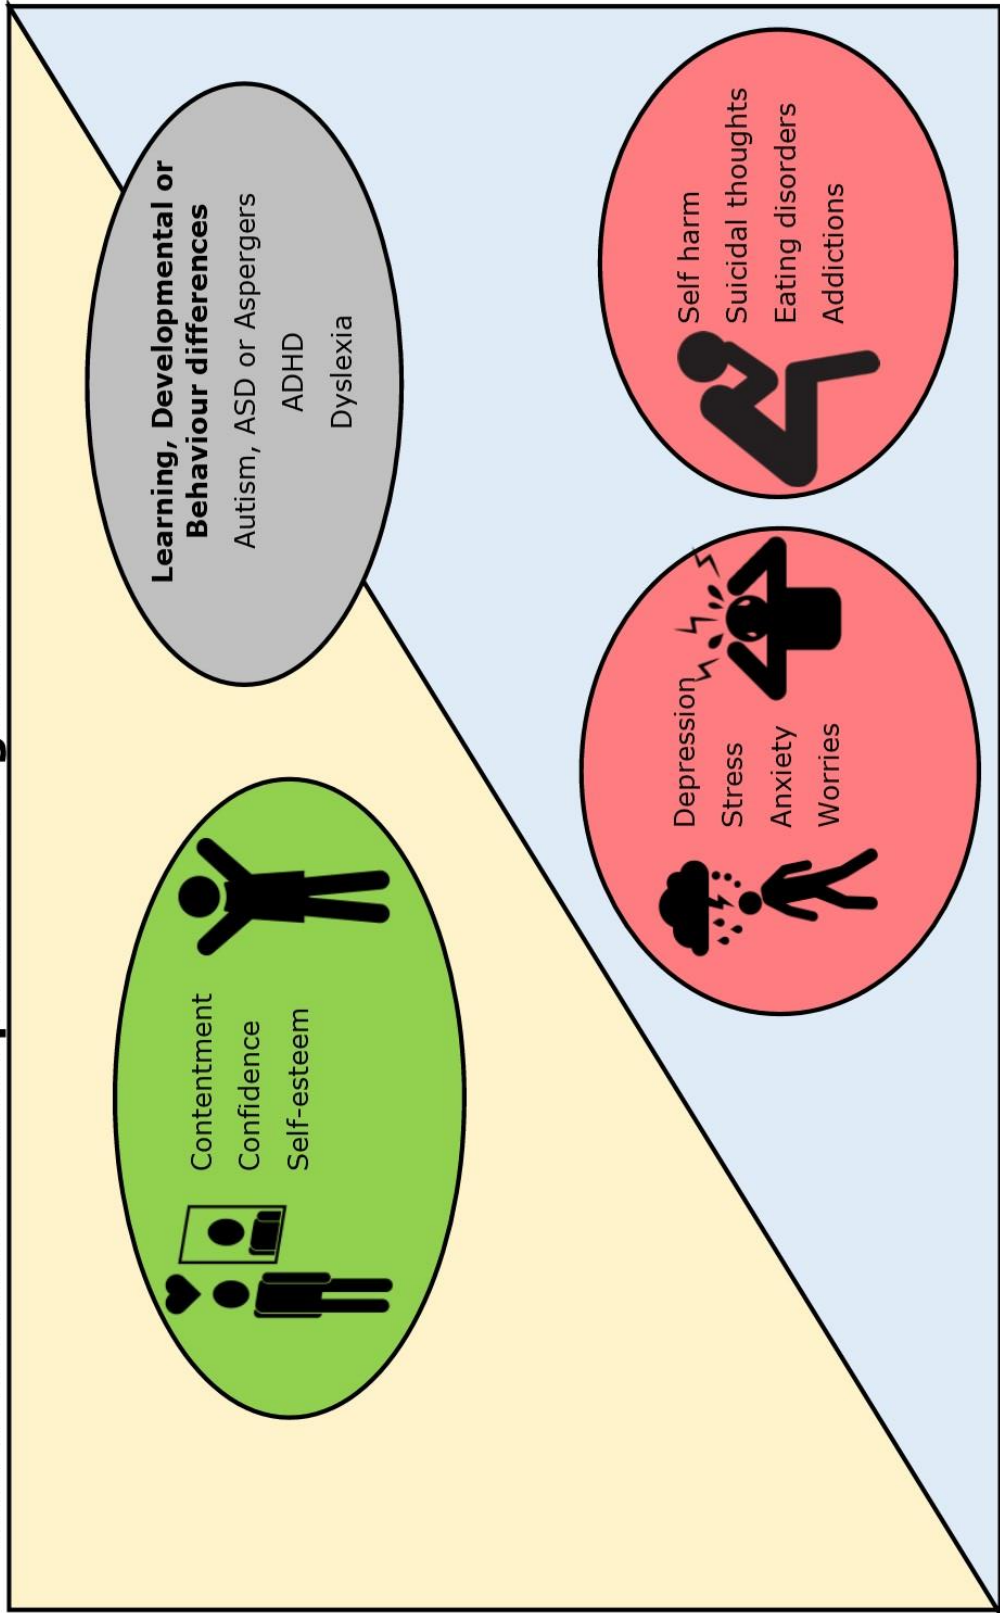 Contentment
Confidence
Self-esteem
Learning, Developmental or
Behaviour differences
Autism, ASD or Aspergers
ADHD
Dyslexia
Depression
Stress
Anxiety
Worries
Self harm
Suicidal thoughts
Eating disorders
Addictions